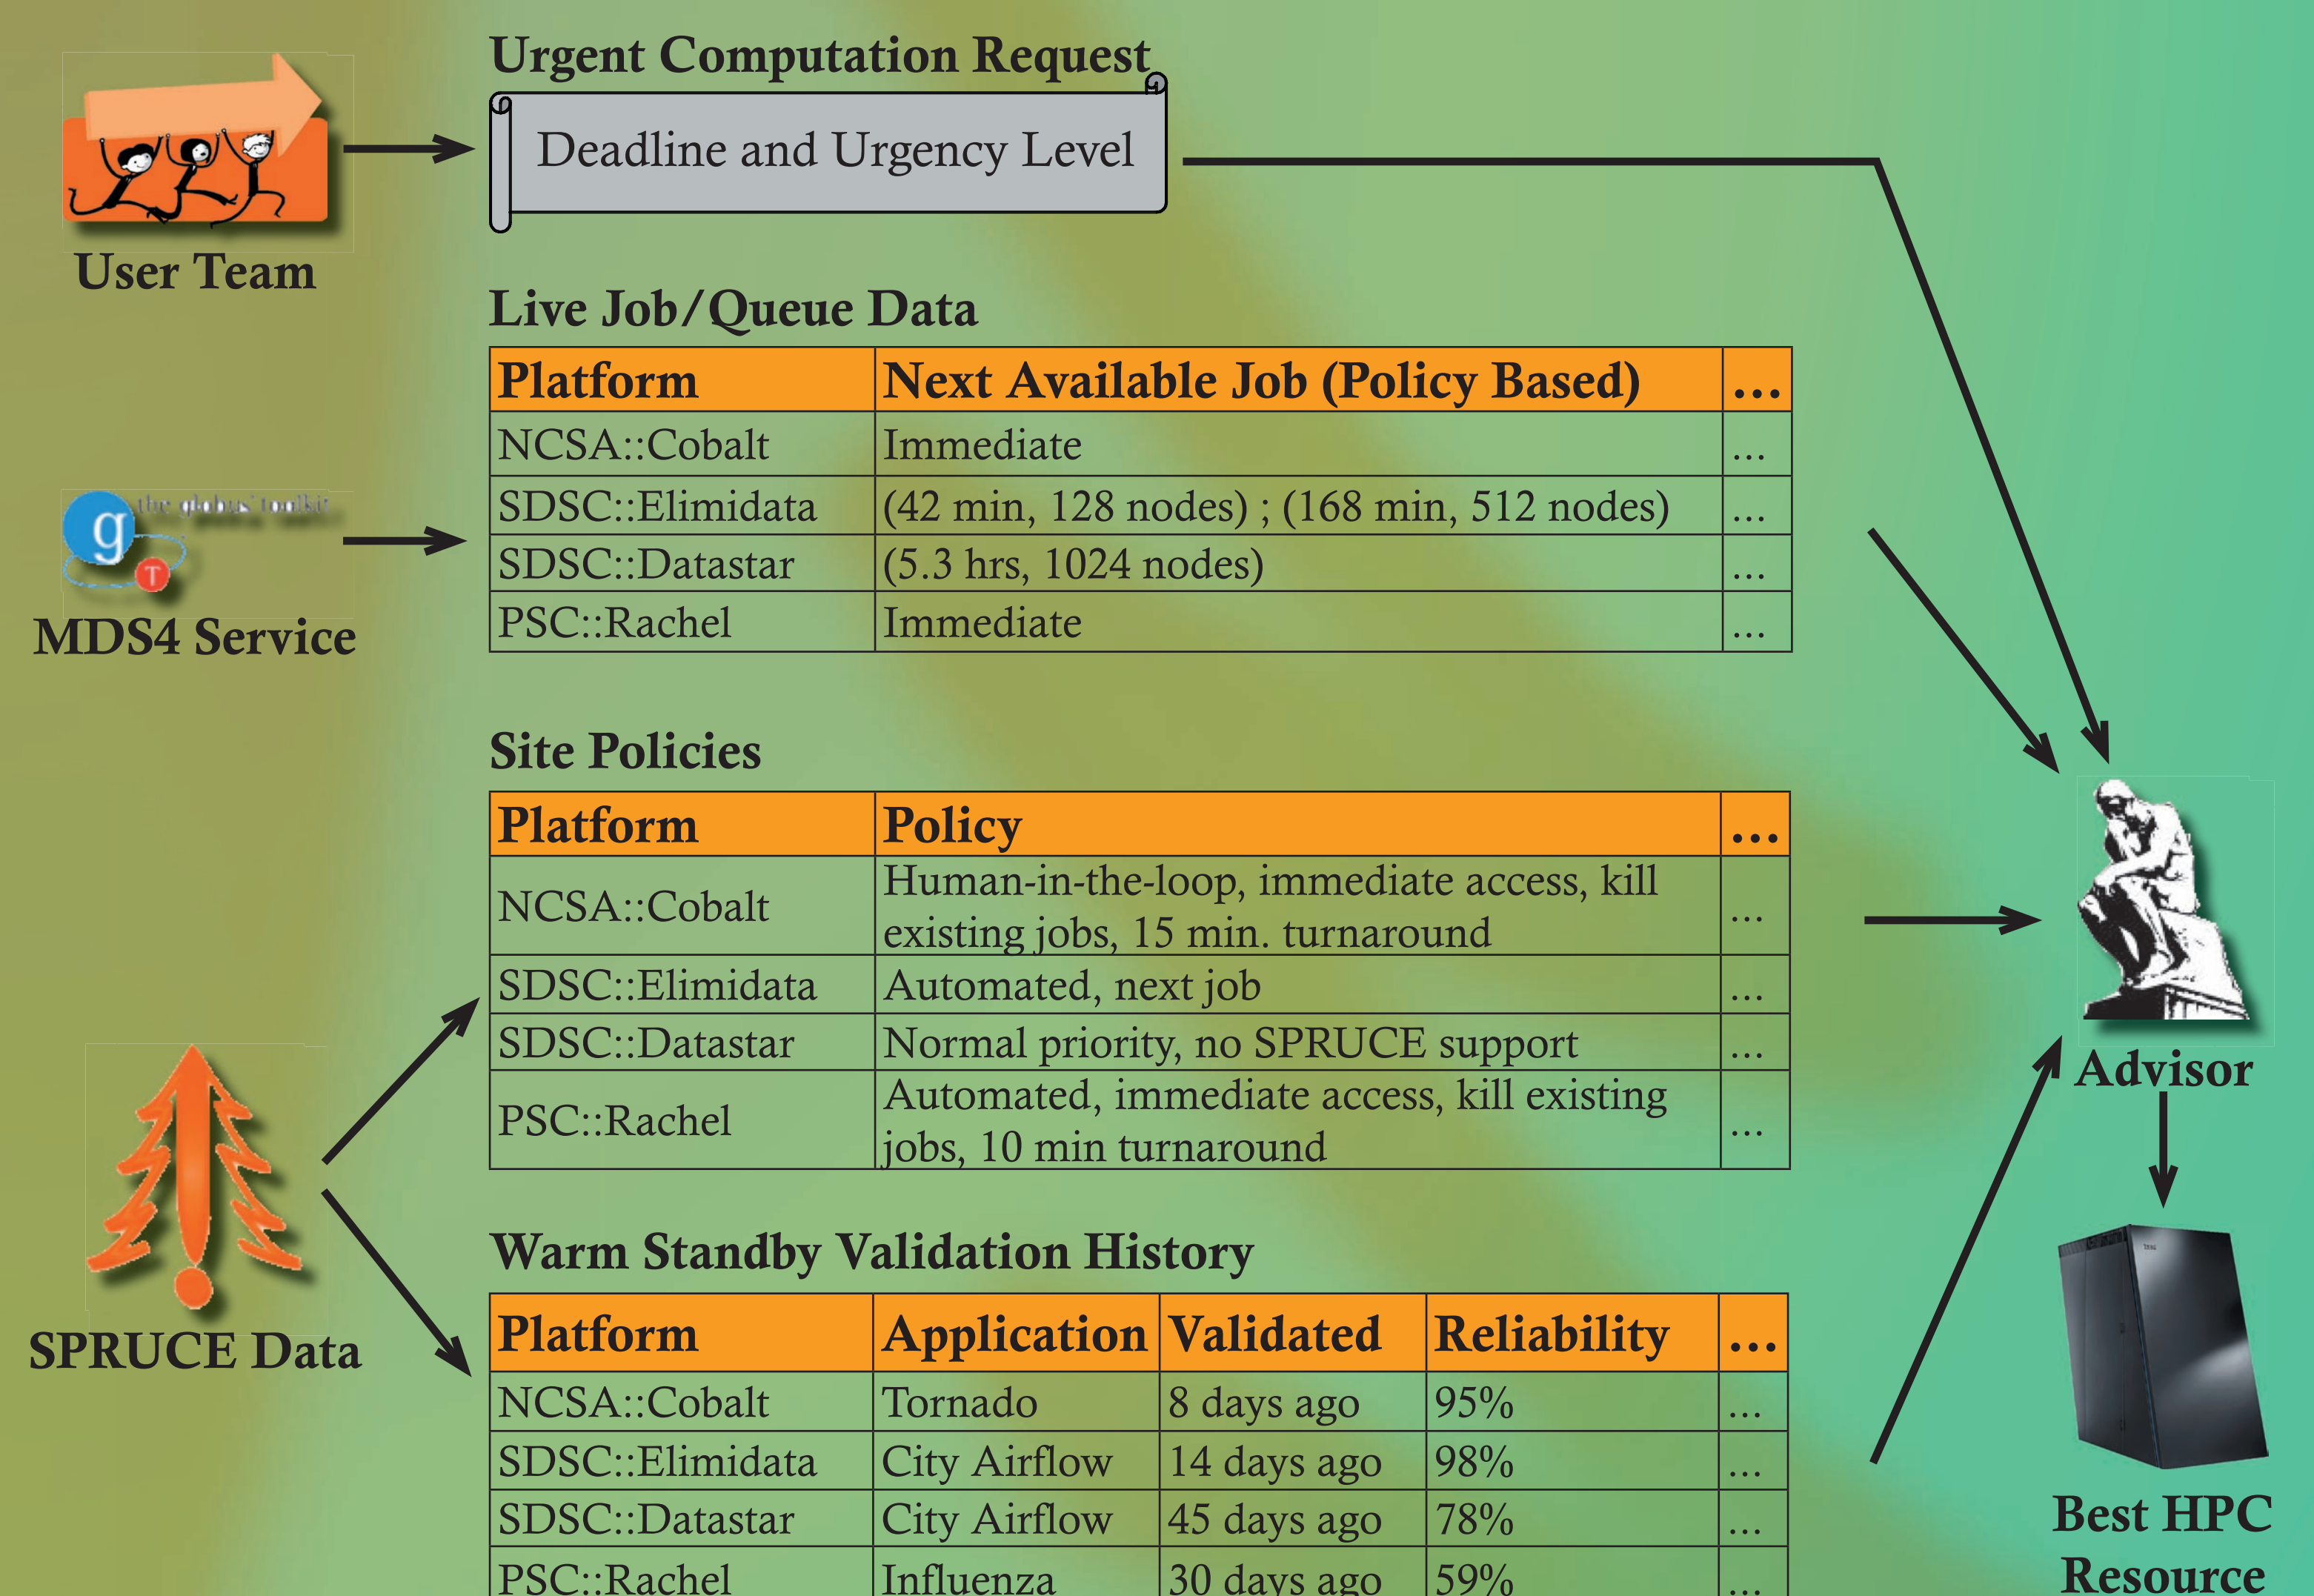 Urgent Computation Request
Deadline and Urgency Level
User Team
Live Job/Queue Data
Platform Next Available Job (Policy Based) ...
NCSA::Cobalt Immediate ...
SDSC::Elimidata (42 min, 128 nodes) ; (168 min, 512 nodes) ...
SDSC::Datastar (5.3 hrs, 1024 nodes) ...
PSC::Rachel Immediate ...
the globus toolkit
g
T
MDS4 Service
Site Policies
Platform Policy ...
NCSA::Cobalt Human-in-the-loop, immediate access, kill
existing jobs, 15 min. turnaround ...
SDSC::Elimidata Automated, next job ...
SDSC::Datastar Normal priority, no SPRUCE support ...
PSC::Rachel Automated, immediate access, kill existing
jobs, 10 min turnaround ...
Advisor
SPRUCE Data
Warm Standby Validation History
Platform Application Validated Reliability ...
NCSA::Cobalt Tornado 8 days ago 95% ...
SDSC::Elimidata City Airflow 14 days ago 98% ...
SDSC::Datastar City Airflow 45 days ago 78% ...
PSC::Rachel Influenza 30 days ago 59% ...
Best HPC
Resource